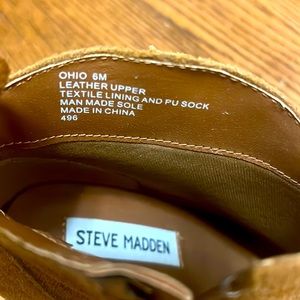 OHIO 6M
LEATHER UPPER
TEXTILE LINING AND PU SOCK
MAN MADE SOLE
MADE IN CHINA
496
STEVE MADDEN